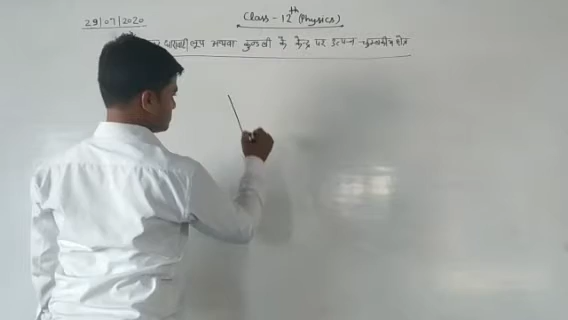 29/07/2020
Class - 12th (Physics)
धारावाही लूप अथवा कुण्डली के केन्द्र पर उत्पन्न चुम्बकीय क्षेत्र